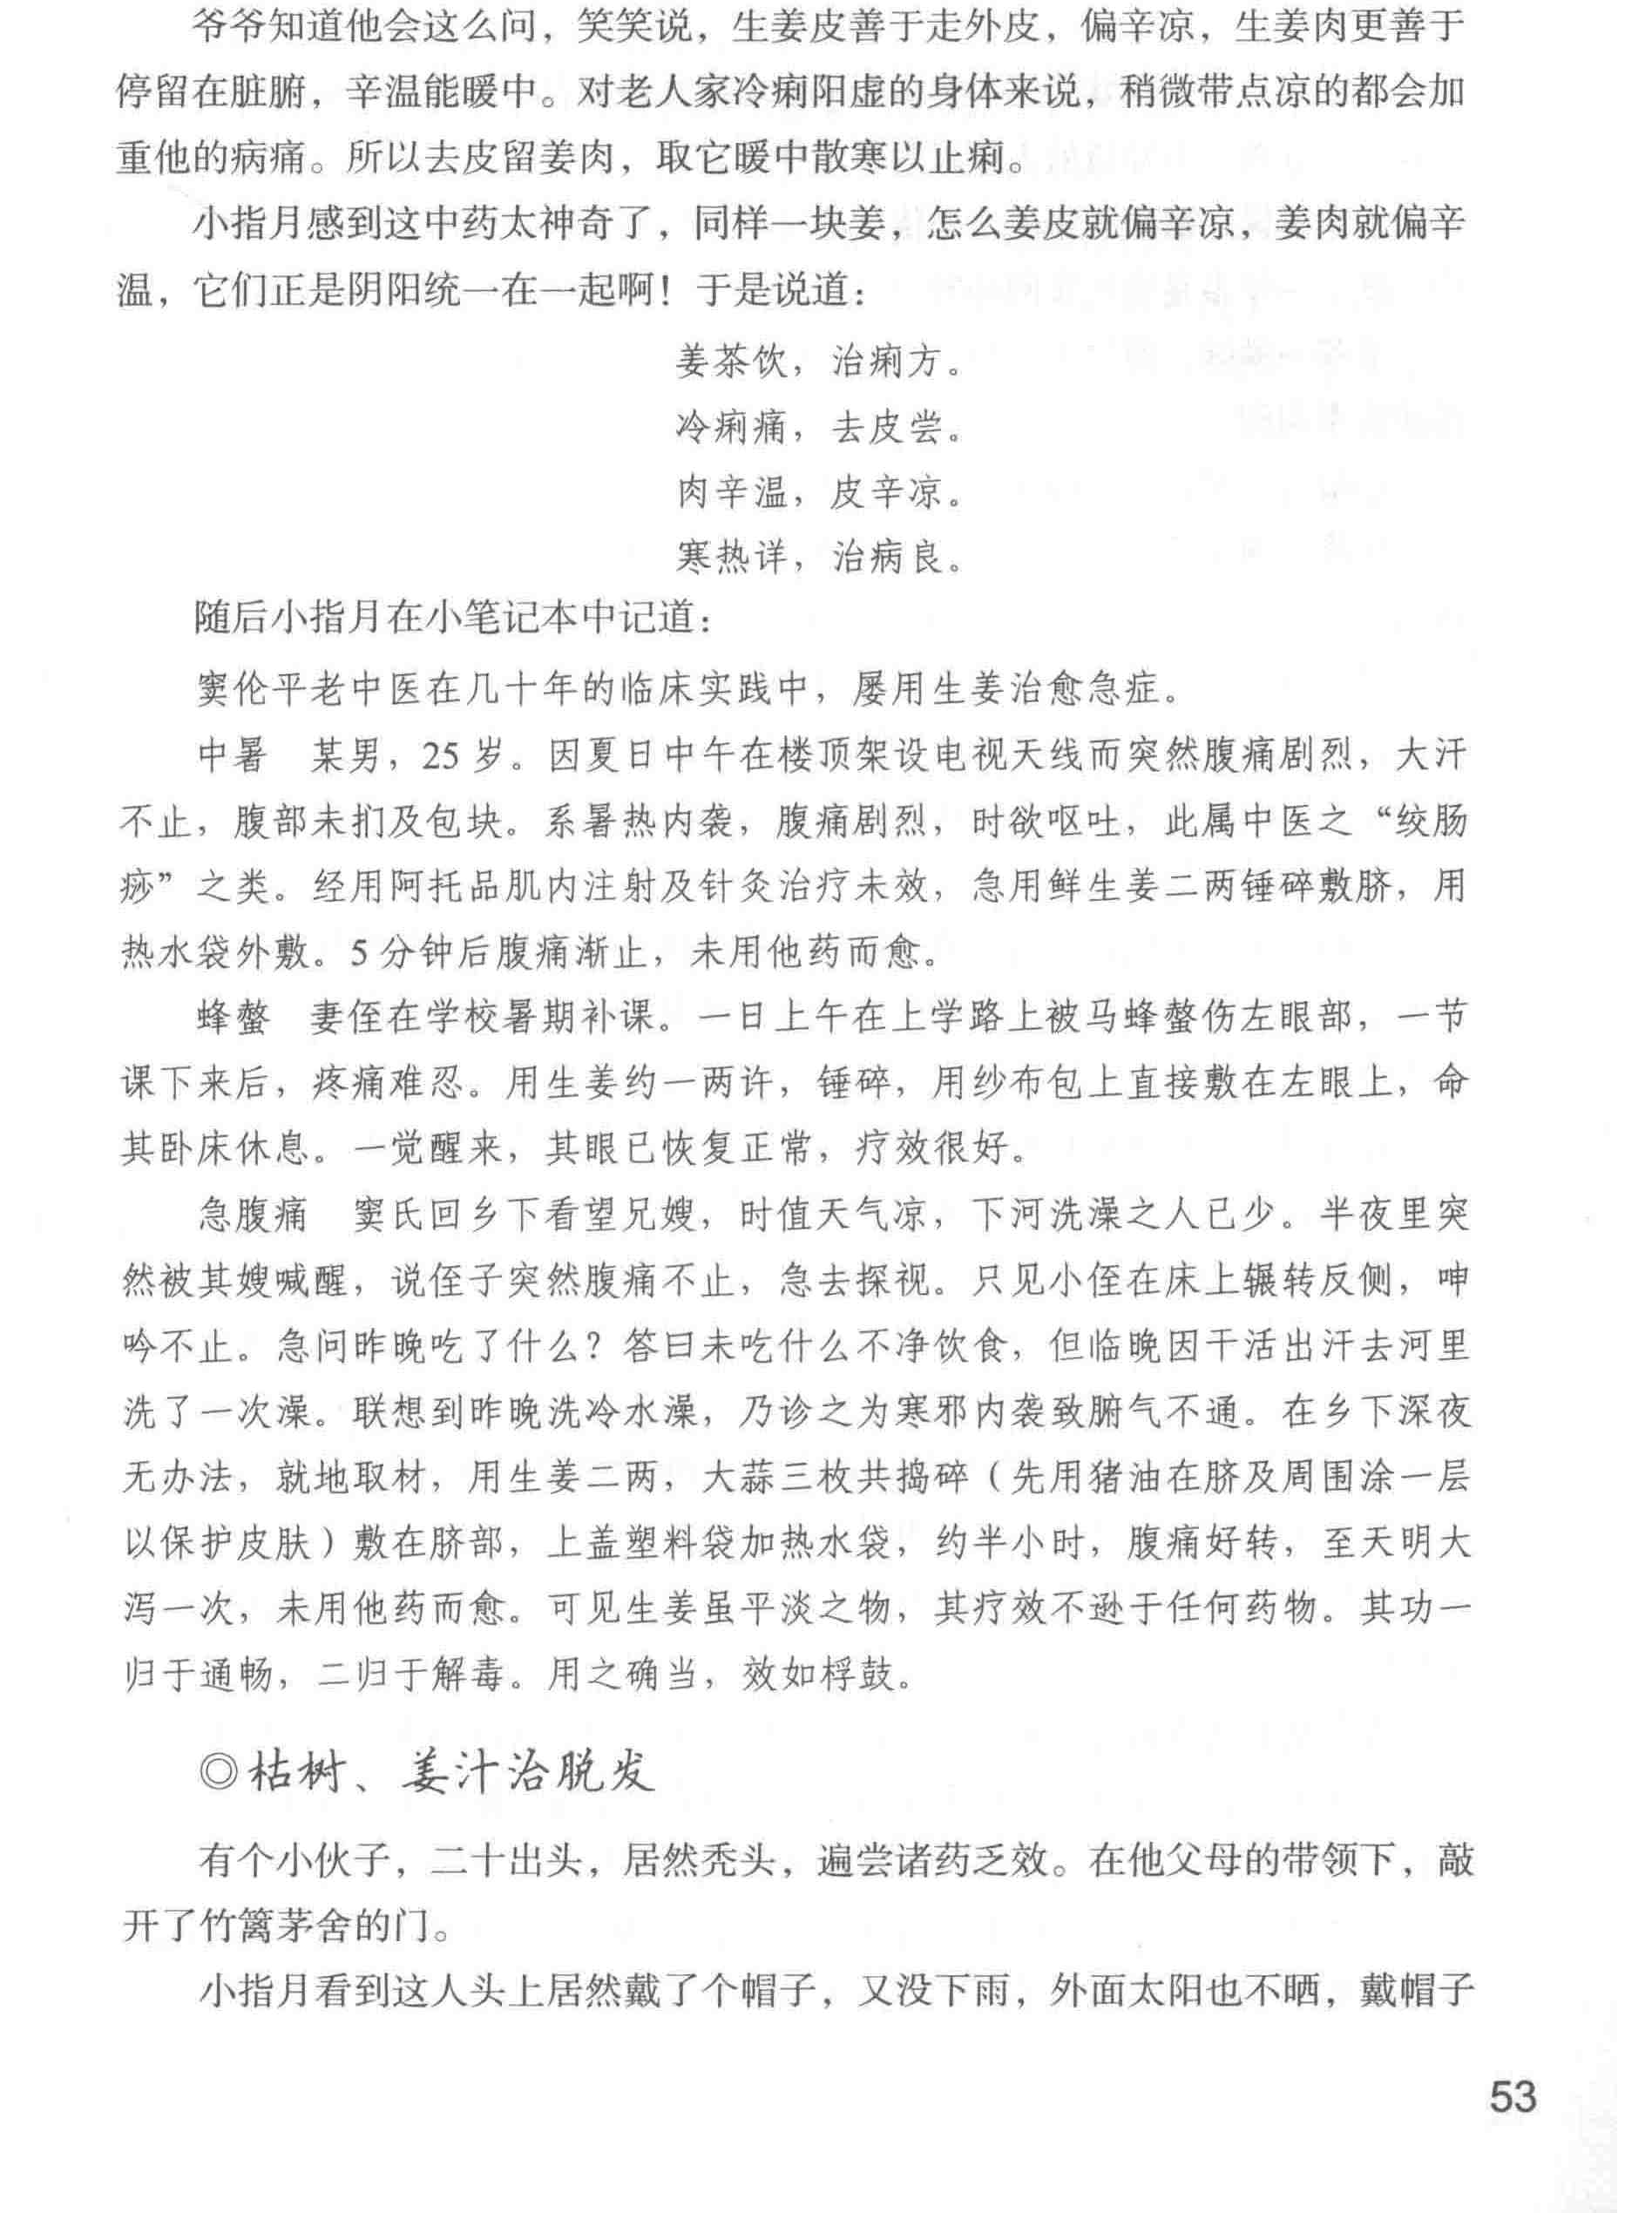 爷爷知道他会这么问，笑笑说，生姜皮善于走外皮，偏辛凉，生姜肉更善于
停留在脏腑，辛温能暖中。对老人家冷痢阳虚的身体来说，稍微带点凉的都会加
重他的病痛。所以去皮留姜肉，取它暖中散寒以止痢。
小指月感到这中药太神奇了，同样一块姜，怎么姜皮就偏辛凉，姜肉就偏辛
温，它们正是阴阳统一在一起啊！于是说道：
姜茶饮，治痢方。
冷痢痛，去皮尝。
肉辛温，皮辛凉。
寒热详，治病良。
随后小指月在小笔记本中记道：
窦伦平老中医在几十年的临床实践中，屡用生姜治愈急症。
中暑　某男，25 岁。因夏日中午在楼顶架设电视天线而突然腹痛剧烈，大汗
不止，腹部未扪及包块。系暑热内袭，腹痛剧烈，时欲呕吐，此属中医之“绞肠
痧”之类。经用阿托品肌内注射及针灸治疗未效，急用鲜生姜二两锤碎敷脐，用
热水袋外敷。5 分钟后腹痛渐止，未用他药而愈。
蜂螫　妻侄在学校暑期补课。一日上午在上学路上被马蜂螫伤左眼部，一节
课下来后，疼痛难忍。用生姜约一两许，锤碎，用纱布包上直接敷在左眼上，命
其卧床休息。一觉醒来，其眼已恢复正常，疗效很好。
急腹痛　窦氏回乡下看望兄嫂，时值天气凉，下河洗澡之人已少。半夜里突
然被其嫂喊醒，说侄子突然腹痛不止，急去探视。只见小侄在床上辗转反侧，呻
吟不止。急问昨晚吃了什么？答曰未吃什么不净饮食，但临晚因干活出汗去河里
洗了一次澡。联想到昨晚洗冷水澡，乃诊之为寒邪内袭致腑气不通。在乡下深夜
无办法，就地取材，用生姜二两，大蒜三枚共捣碎（先用猪油在脐及周围涂一层
以保护皮肤）敷在脐部，上盖塑料袋加热水袋，约半小时，腹痛好转，至天明大
泻一次，未用他药而愈。可见生姜虽平淡之物，其疗效不逊于任何药物。其功一
归于通畅，二归于解毒。用之确当，效如桴鼓。
◎枯树、姜汁治脱发
有个小伙子，二十出头，居然秃头，遍尝诸药乏效。在他父母的带领下，敲
开了竹篱茅舍的门。
小指月看到这人头上居然戴了个帽子，又没下雨，外面太阳也不晒，戴帽子
53